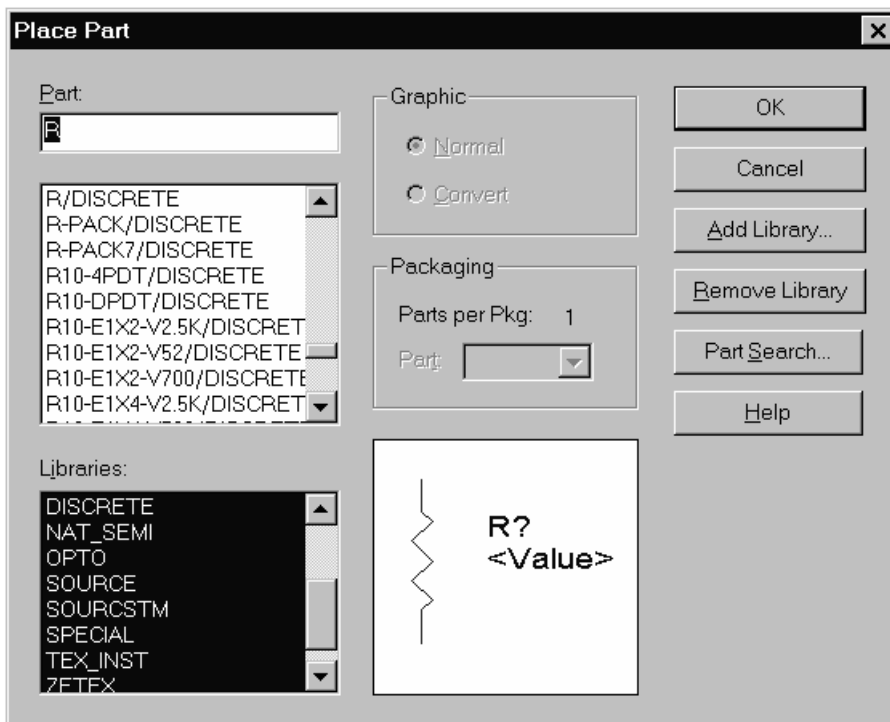 Place Part
Part:
R
R/DISCRETE
R-PACK/DISCRETE
R-PACK7/DISCRETE
R10-4PDT/DISCRETE
R10-DPDT/DISCRETE
R10-E1X2-V2.5K/DISCRET
R10-E1X2-V52/DISCRETE
R10-E1X2-V700/DISCRETE
R10-E1X4-V2.5K/DISCRET
Libraries:
DISCRETE
NAT_SEMI
OPTO
SOURCE
SOURCSTM
SPECIAL
TEX_INST
ZETEX
Graphic
Normal
Convert
Packaging
Parts per Pkg: 1
Part:
R?
<Value>
OK
Cancel
Add Library...
Remove Library
Part Search...
Help